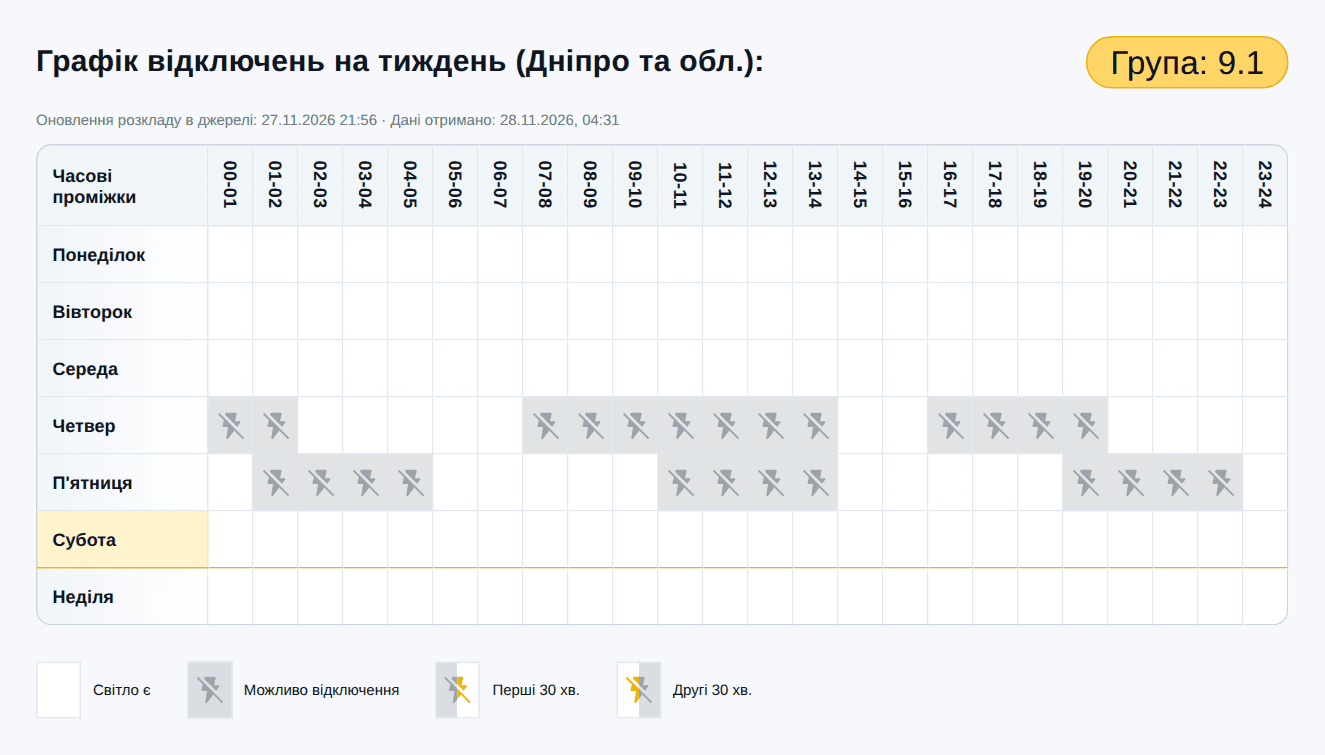 Графік відключень на тиждень (Дніпро та обл.):
Група: 9.1
Оновлення розкладу в джерелі: 27.11.2026 21:56 · Дані отримано: 28.11.2026, 04:31
Часові
проміжки
00-01 01-02 02-03 03-04 04-05 05-06 06-07 07-08 08-09 09-10 10-11 11-12 12-13 13-14 14-15 15-16 16-17 17-18 18-19 19-20 20-21 21-22 22-23 23-24
Понеділок
Вівторок
Середа
Четвер
П'ятниця
Субота
Неділя
Світло є Можливо відключення Перші 30 хв. Другі 30 хв.